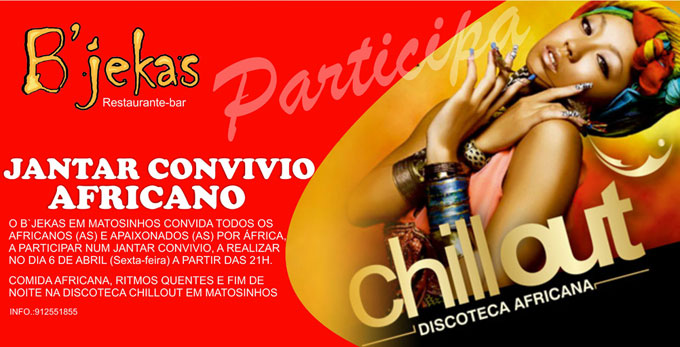 B'jekas
Restaurante-bar
Participa
JANTAR CONVIVIO
AFRICANO
O B`JEKAS EM MATOSINHOS CONVIDA TODOS OS
AFRICANOS (AS) E APAIXONADOS (AS) POR ÁFRICA,
A PARTICIPAR NUM JANTAR CONVIVIO, A REALIZAR
NO DIA 6 DE ABRIL (Sexta-feira) A PARTIR DAS 21H.
COMIDA AFRICANA, RITMOS QUENTES E FIM DE
NOITE NA DISCOTECA CHILLOUT EM MATOSINHOS
INFO.:912551855
chillout
DISCOTECA AFRICANA